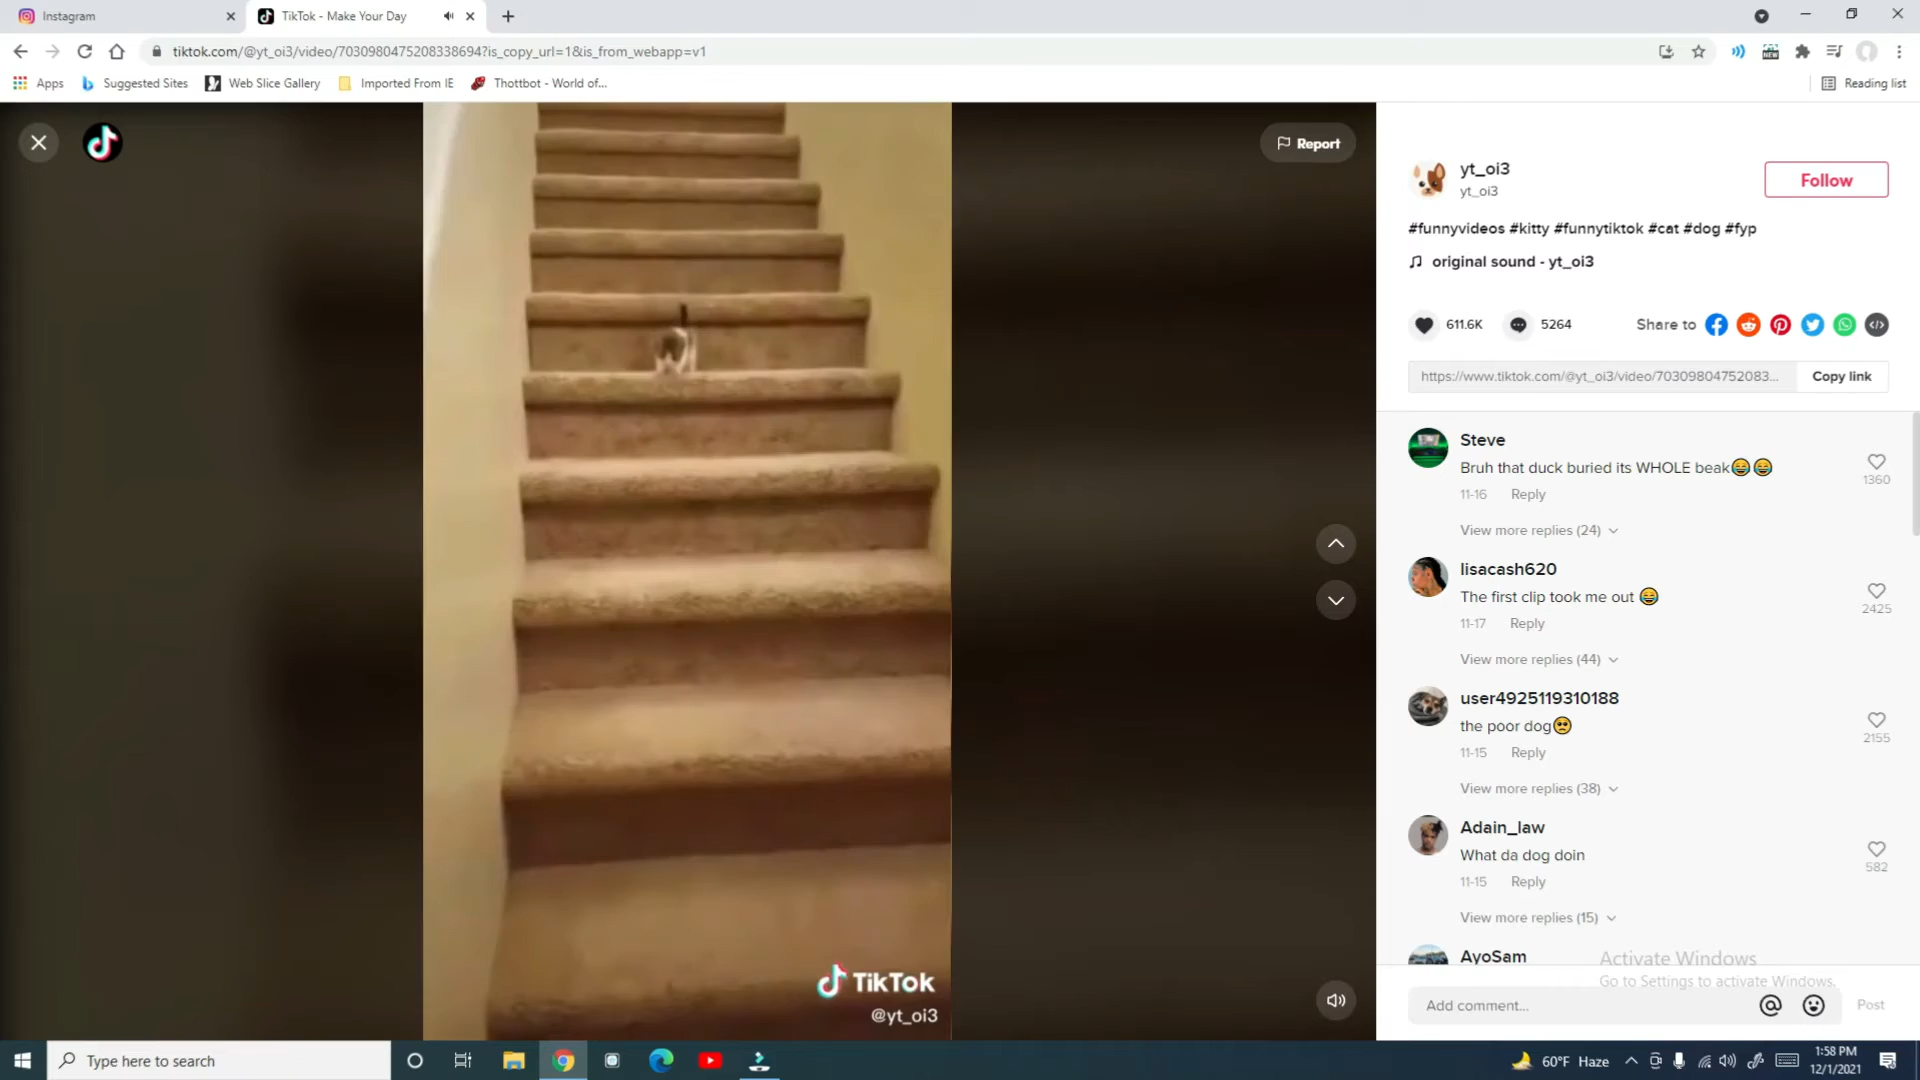 Instagram
TikTok - Make Your Day
tiktok.com/@yt_oi3/video/7030980475208338694?is_copy_url=1&is_from_webapp=v1
Apps
Suggested Sites
Web Slice Gallery
Imported From IE
Thottbot - World of...
Reading list
Report
TikTok
@yt_oi3
yt_oi3
yt_oi3
Follow
#funnyvideos #kitty #funnytiktok #cat #dog #fyp
original sound - yt_oi3
611.6K
5264
Share to
https://www.tiktok.com/@yt_oi3/video/70309804752083...
Copy link
Steve
Bruh that duck buried its WHOLE beak😂😂
1360
11-16 Reply
View more replies (24)
lisacash620
The first clip took me out 😂
2425
11-17 Reply
View more replies (44)
user4925119310188
the poor dog🥺
2155
11-15 Reply
View more replies (38)
Adain_law
What da dog doin
582
11-15 Reply
View more replies (15)
AyoSam
Activate Windows
Go to Settings to activate Windows.
Add comment...
Post
Type here to search
60°F Haze
1:58 PM
12/1/2021